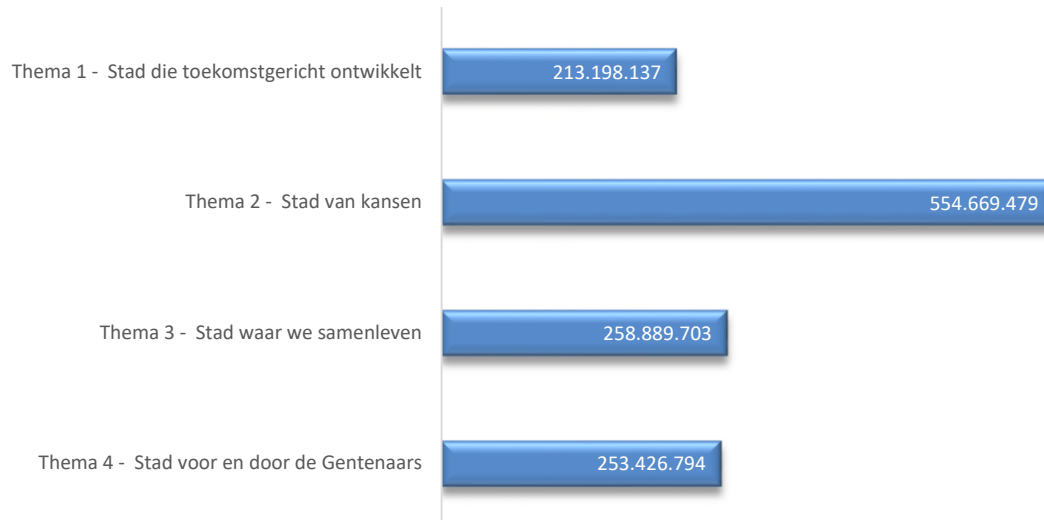 Thema 1 -  Stad die toekomstgericht ontwikkelt
213.198.137
Thema 2 -  Stad van kansen
554.669.479
Thema 3 -  Stad waar we samenleven
258.889.703
Thema 4 -  Stad voor en door de Gentenaars
253.426.794